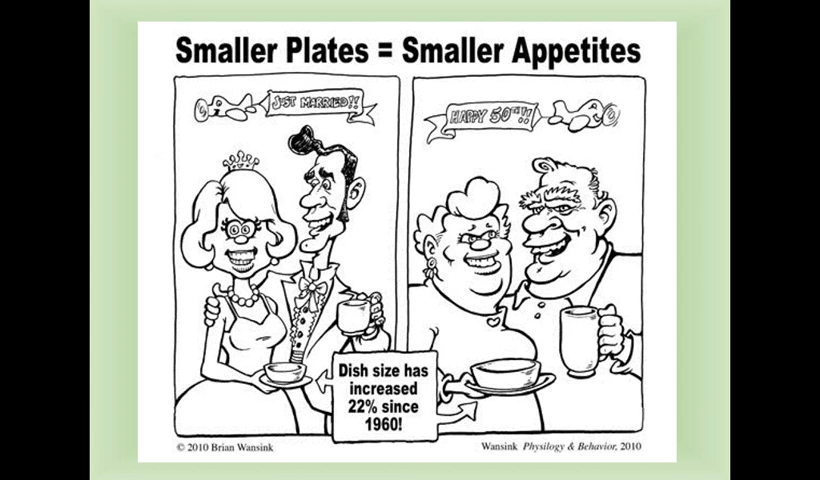 Smaller Plates = Smaller Appetites
JUST MARRIED!!
HAPPY 50TH!!
Dish size has
increased
22% since
1960!
© 2010 Brian Wansink
Wansink Physilogy & Behavior, 2010